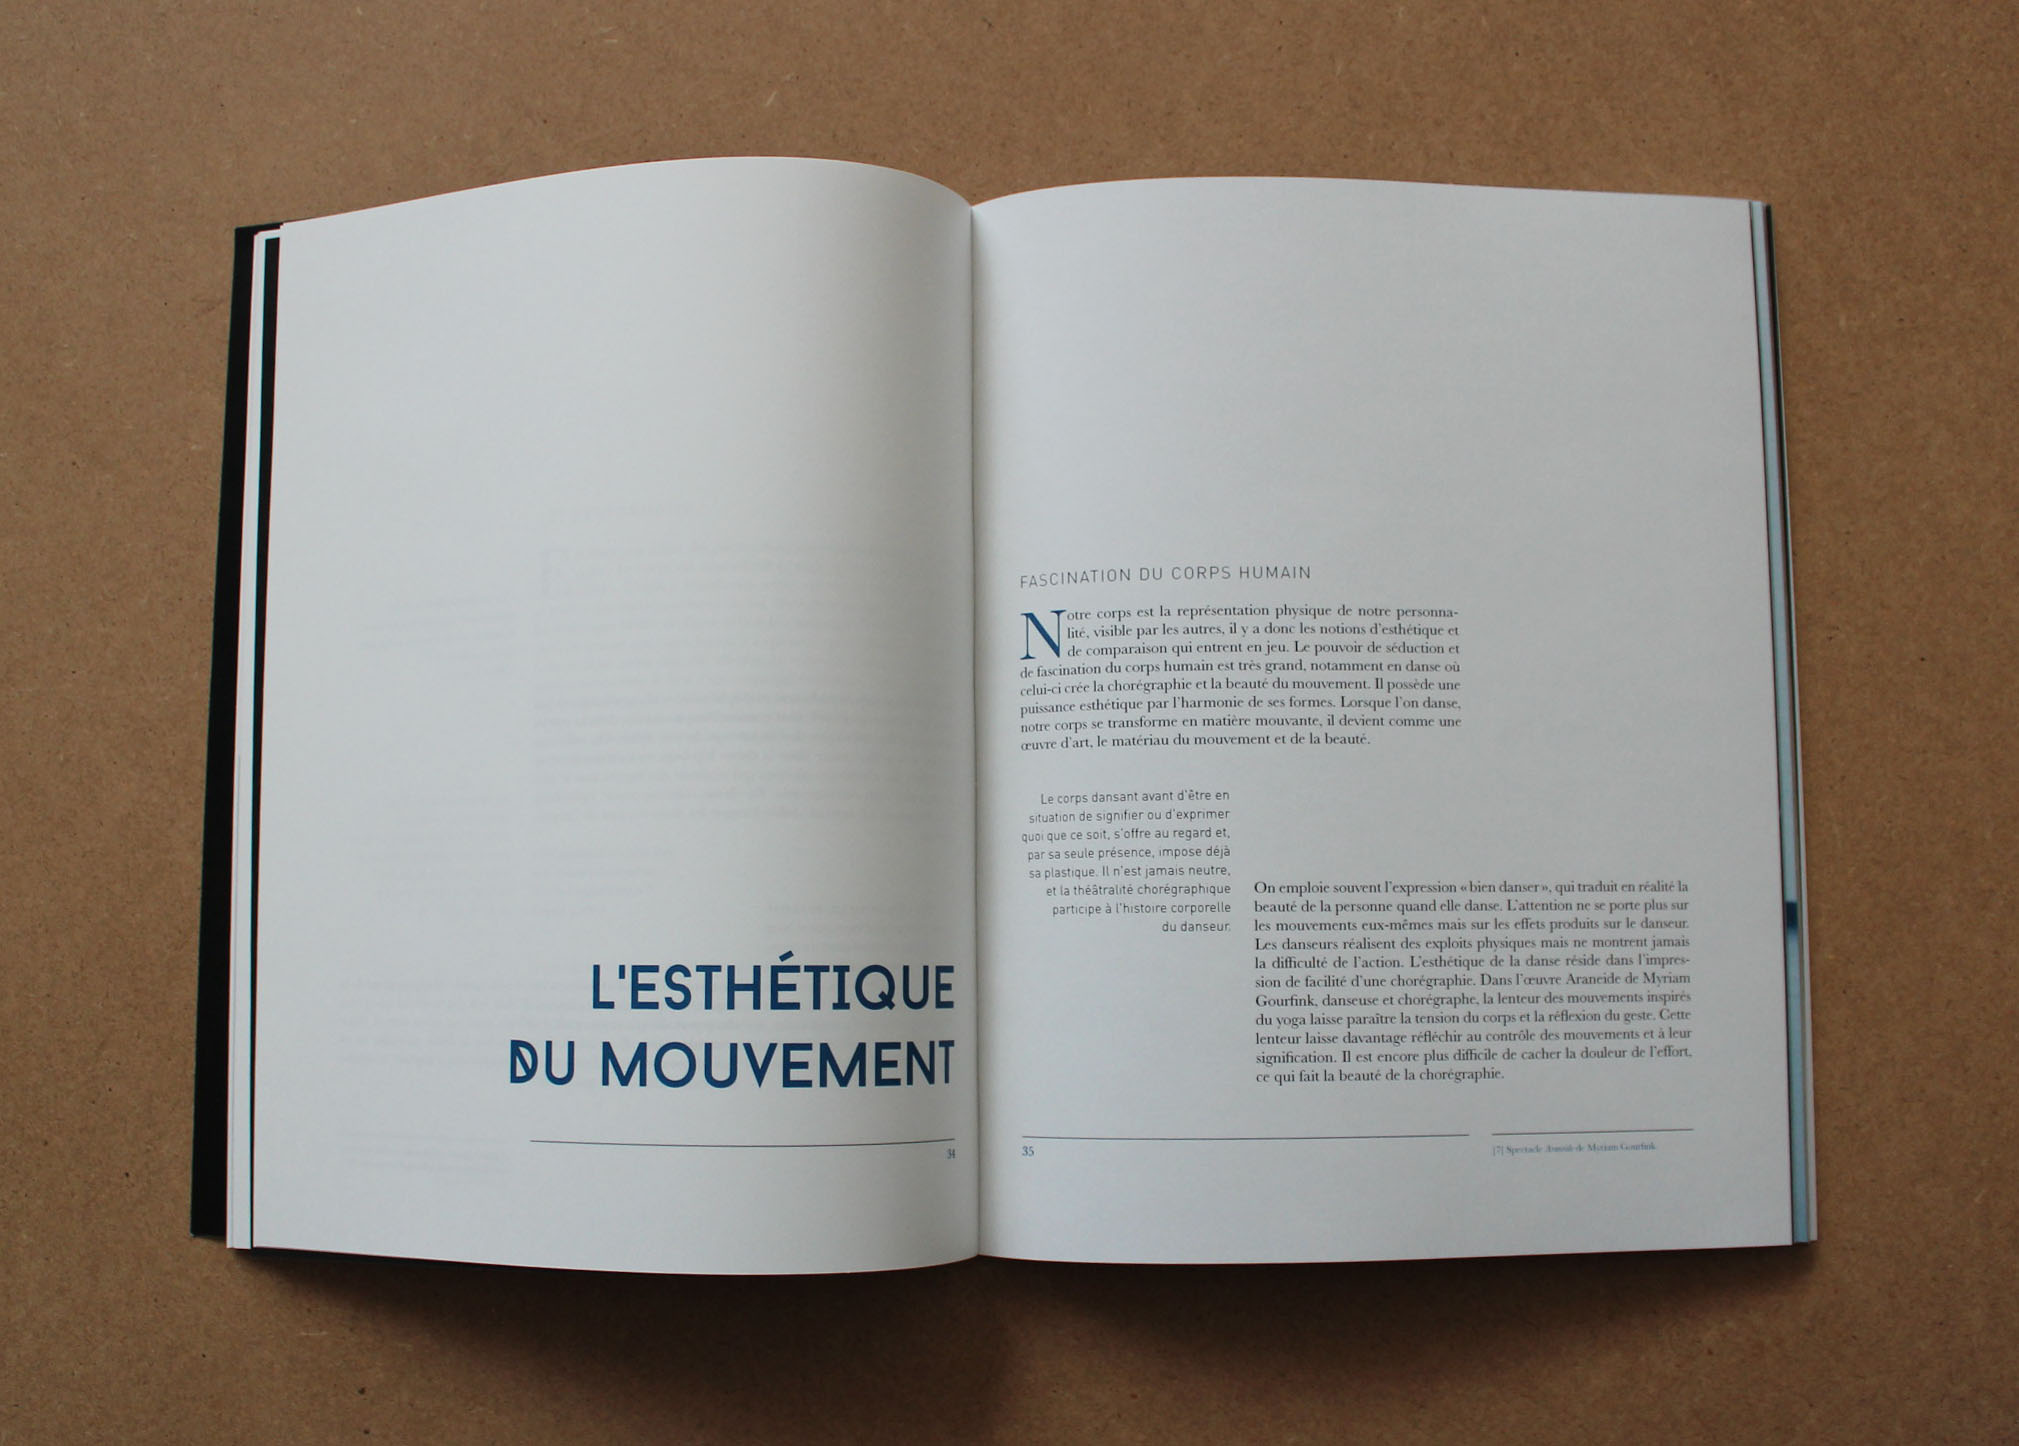 L'ESTHÉTIQUE
DU MOUVEMENT
34
FASCINATION DU CORPS HUMAIN
Notre corps est la représentation physique de notre personna-
lité, visible par les autres, il y a donc les notions d'esthétique et
de comparaison qui entrent en jeu. Le pouvoir de séduction et
de fascination du corps humain est très grand, notamment en danse où
celui-ci crée la chorégraphie et la beauté du mouvement. Il possède une
puissance esthétique par l'harmonie de ses formes. Lorsque l'on danse,
notre corps se transforme en matière mouvante, il devient comme une
œuvre d'art, le matériau du mouvement et de la beauté.
Le corps dansant avant d'être en
situation de signifier ou d'exprimer
quoi que ce soit, s'offre au regard et,
par sa seule présence, impose déjà
sa plastique. Il n'est jamais neutre,
et la théâtralité chorégraphique
participe à l'histoire corporelle
du danseur.
On emploie souvent l'expression « bien danser », qui traduit en réalité la
beauté de la personne quand elle danse. L'attention ne se porte plus sur
les mouvements eux-mêmes mais sur les effets produits sur le danseur.
Les danseurs réalisent des exploits physiques mais ne montrent jamais
la difficulté de l'action. L'esthétique de la danse réside dans l'impres-
sion de facilité d'une chorégraphie. Dans l'œuvre Araneide de Myriam
Gourfink, danseuse et chorégraphe, la lenteur des mouvements inspirés
du yoga laisse paraître la tension du corps et la réflexion du geste. Cette
lenteur laisse davantage réfléchir au contrôle des mouvements et à leur
signification. Il est encore plus difficile de cacher la douleur de l'effort,
ce qui fait la beauté de la chorégraphie.
35
[7] Spectacle de Myriam Gourfink